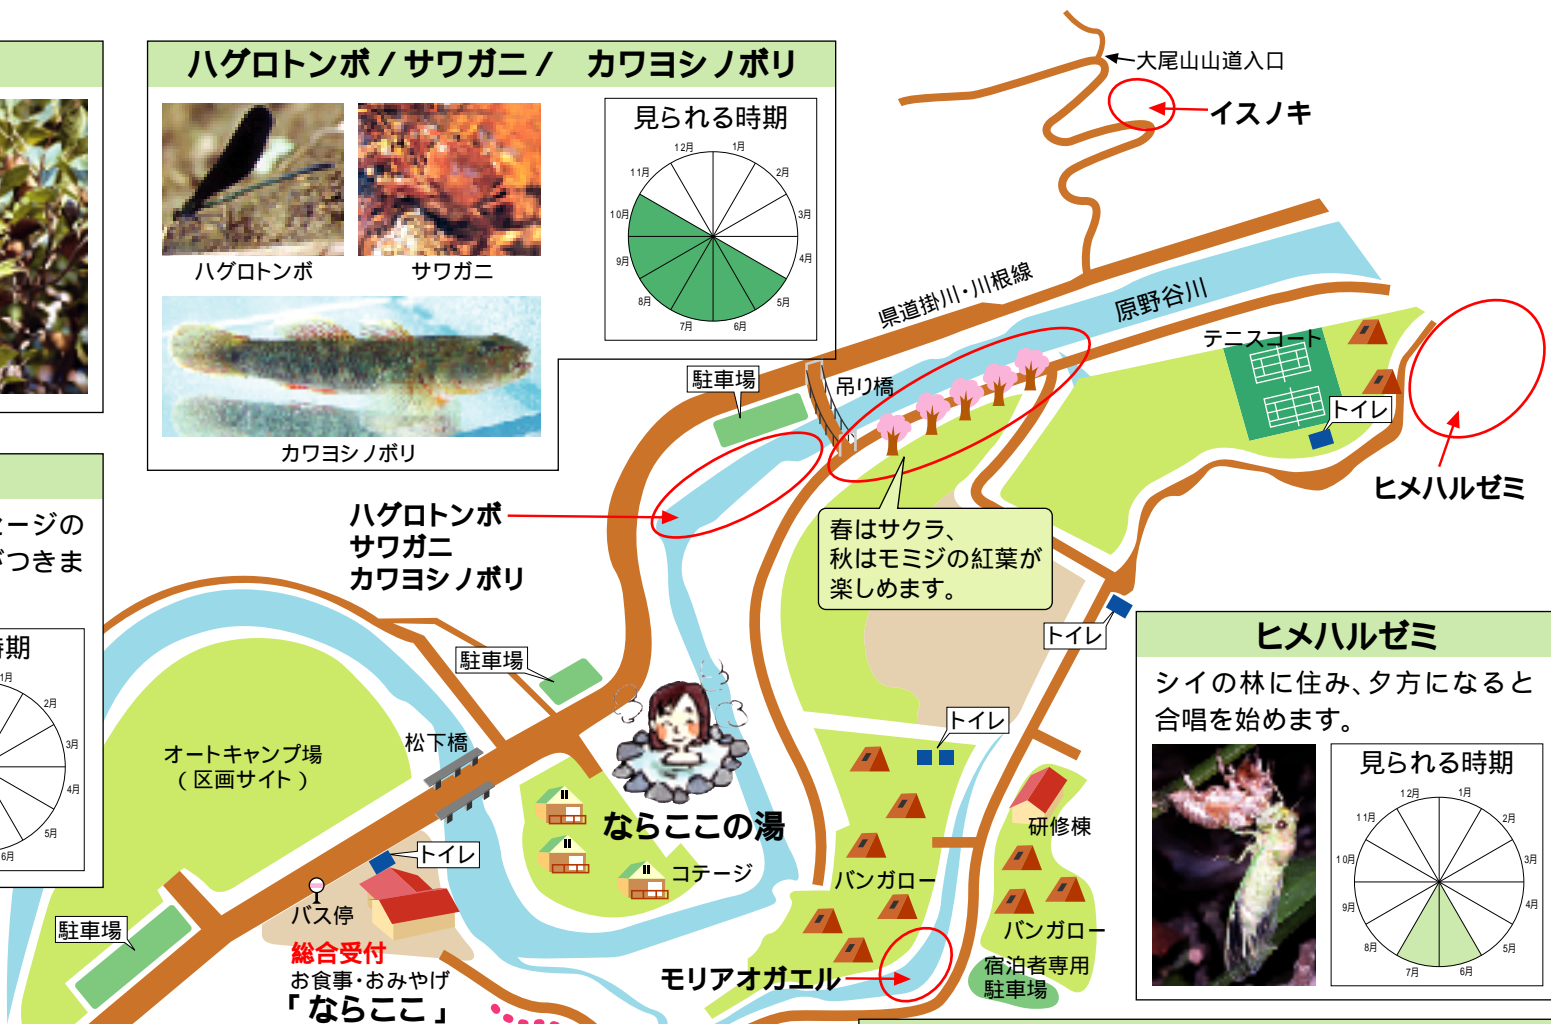 ハグロトンボ / サワガニ / カワヨシノボリ
ハグロトンボ
サワガニ
カワヨシノボリ
見られる時期
1月
2月
3月
4月
5月
6月
7月
8月
9月
10月
11月
12月
大尾山山道入口
イスノキ
県道掛川・川根線
原野谷川
テニスコート
トイレ
ヒメハルゼミ
駐車場
吊り橋
春はサクラ、
秋はモミジの紅葉が
楽しめます。
ハグロトンボ
サワガニ
カワヨシノボリ
ージの
がつきま
時期
1月
2月
3月
4月
5月
6月
駐車場
トイレ
松下橋
オートキャンプ場
（区画サイト）
ならここの湯
コテージ
トイレ
トイレ
バス停
総合受付
お食事・おみやげ
「ならここ」
駐車場
バンガロー
研修棟
バンガロー
宿泊者専用
駐車場
モリアオガエル
ヒメハルゼミ
シイの林に住み、夕方になると
合唱を始めます。
見られる時期
1月
2月
3月
4月
5月
6月
7月
8月
9月
10月
11月
12月